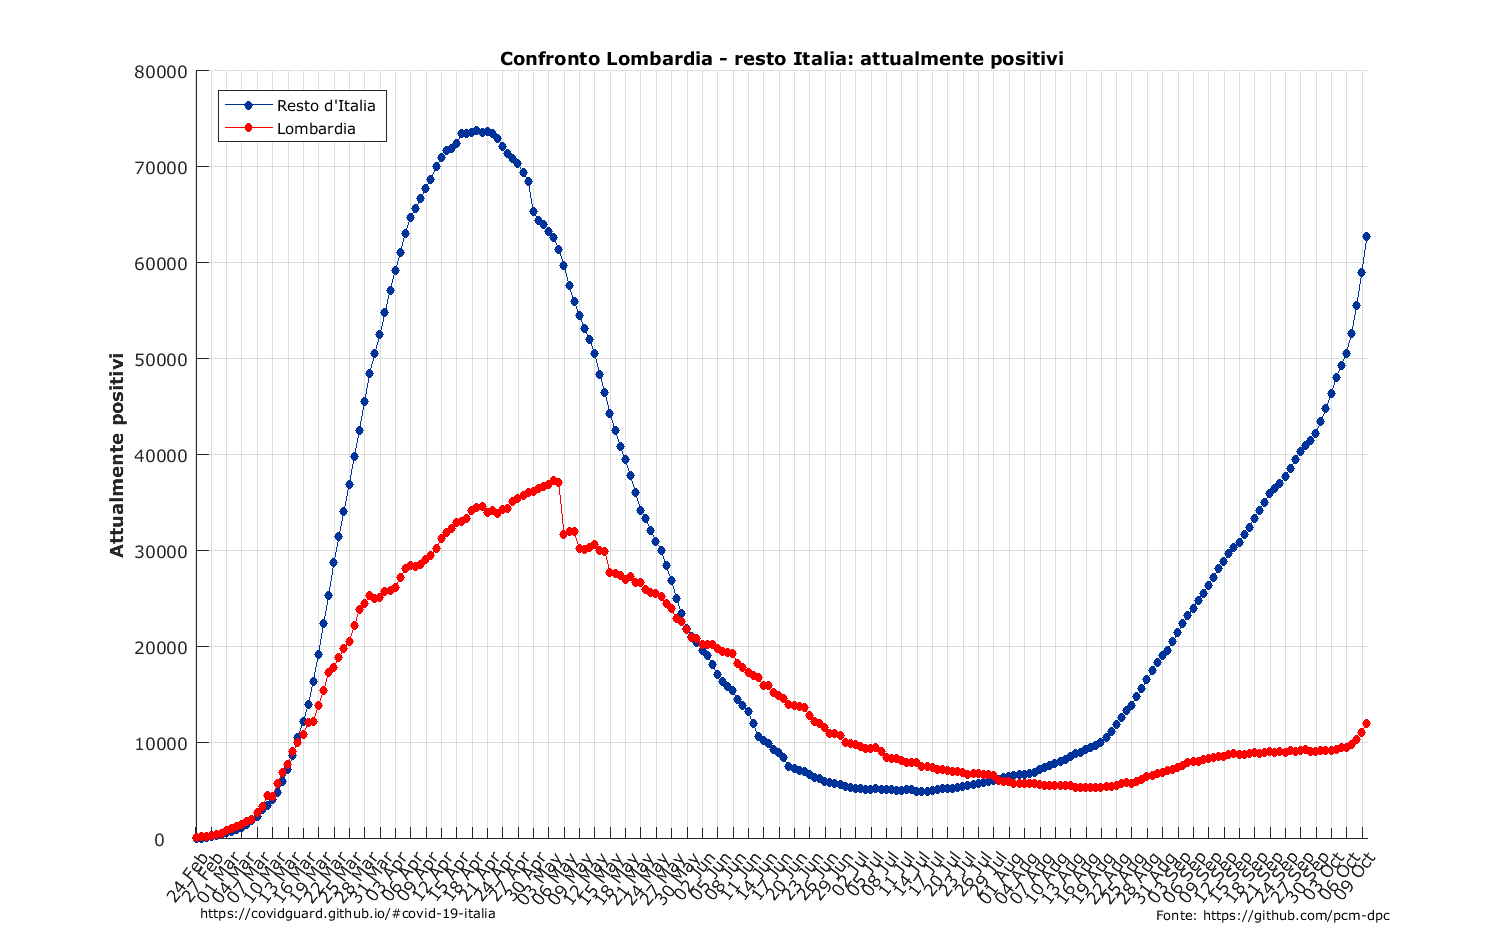 Confronto Lombardia - resto Italia: attualmente positivi
Resto d'Italia
Lombardia
Attualmente positivi
80000
70000
60000
50000
40000
30000
20000
10000
0
24 Feb
27 Feb
01 Mar
04 Mar
07 Mar
10 Mar
13 Mar
16 Mar
19 Mar
22 Mar
25 Mar
28 Mar
31 Mar
03 Apr
06 Apr
09 Apr
12 Apr
15 Apr
18 Apr
21 Apr
24 Apr
27 Apr
30 Apr
03 May
06 May
09 May
12 May
15 May
18 May
21 May
24 May
27 May
30 May
02 Jun
05 Jun
08 Jun
11 Jun
14 Jun
17 Jun
20 Jun
23 Jun
26 Jun
29 Jun
02 Jul
05 Jul
08 Jul
11 Jul
14 Jul
17 Jul
20 Jul
23 Jul
26 Jul
29 Jul
01 Aug
04 Aug
07 Aug
10 Aug
13 Aug
16 Aug
19 Aug
22 Aug
25 Aug
28 Aug
31 Aug
03 Sep
06 Sep
09 Sep
12 Sep
15 Sep
18 Sep
21 Sep
24 Sep
27 Sep
30 Sep
03 Oct
06 Oct
09 Oct
https://covidguard.github.io/#covid-19-italia
Fonte: https://github.com/pcm-dpc